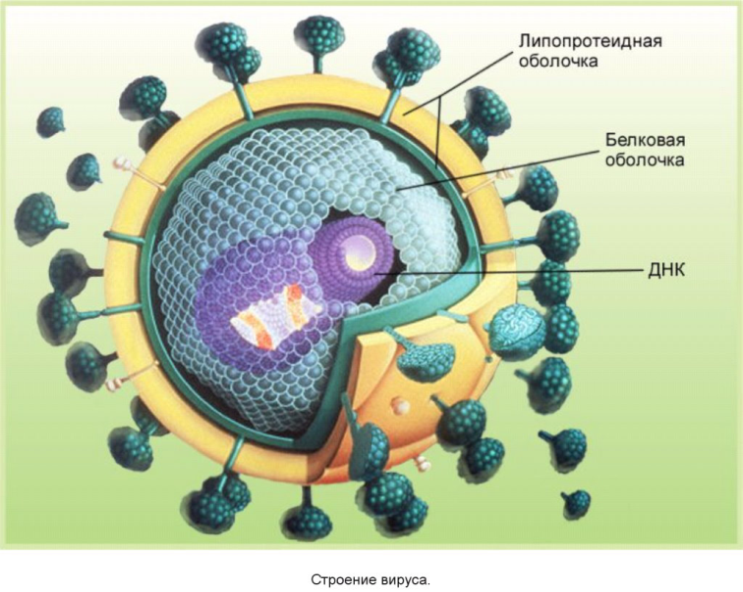 Липопротеидная
оболочка
Белковая
оболочка
ДНК
Строение вируса.